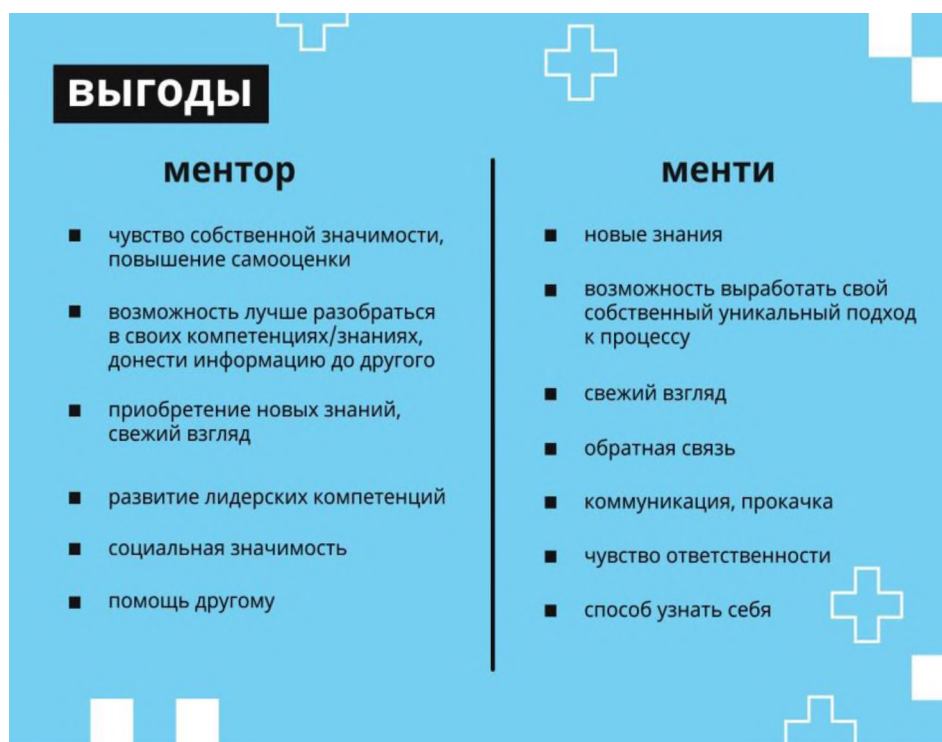 выгоды
ментор
чувство собственной значимости,
повышение самооценки
возможность лучше разобраться
в своих компетенциях/знаниях,
донести информацию до другого
приобретение новых знаний,
свежий взгляд
развитие лидерских компетенций
социальная значимость
помощь другому
менти
новые знания
возможность выработать свой
собственный уникальный подход
к процессу
свежий взгляд
обратная связь
коммуникация, прокачка
чувство ответственности
способ узнать себя